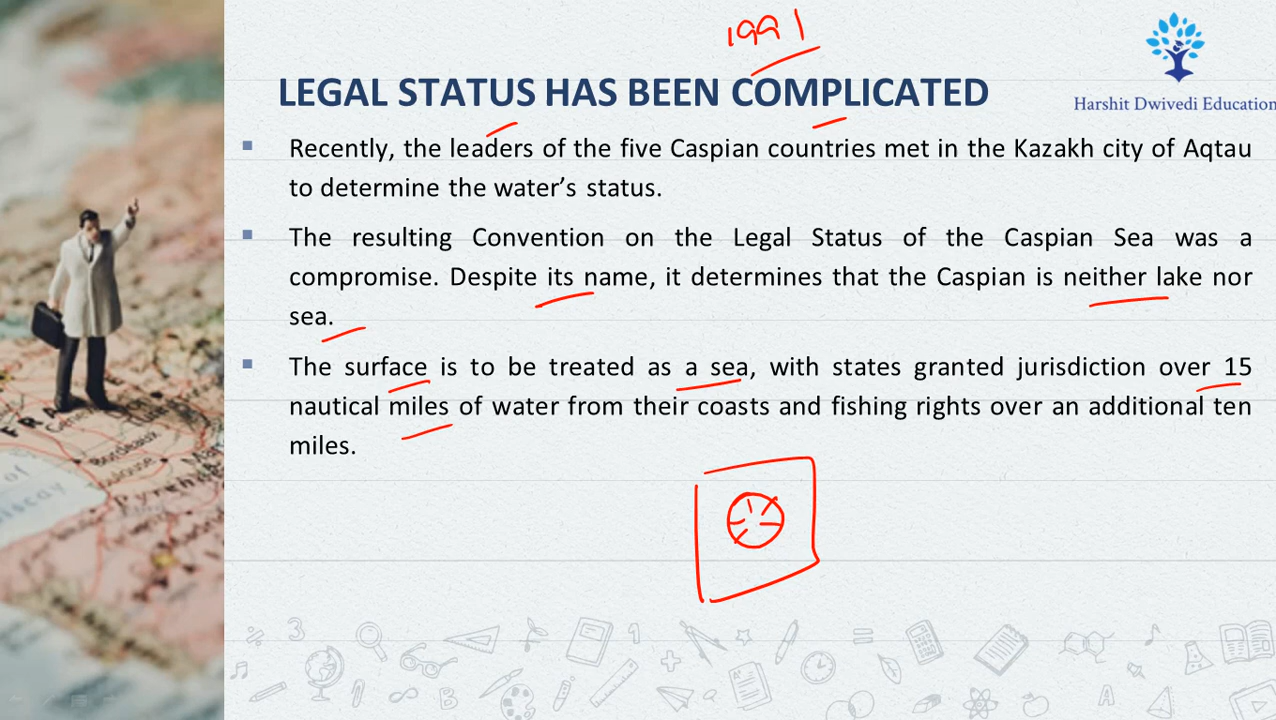 1991
LEGAL STATUS HAS BEEN COMPLICATED
Harshit Dwivedi Education
Recently, the leaders of the five Caspian countries met in the Kazakh city of Aqtau
to determine the water's status.
The resulting Convention on the Legal Status of the Caspian Sea was a
compromise. Despite its name, it determines that the Caspian is neither lake nor
sea.
The surface is to be treated as a sea, with states granted jurisdiction over 15
nautical miles of water from their coasts and fishing rights over an additional ten
miles.